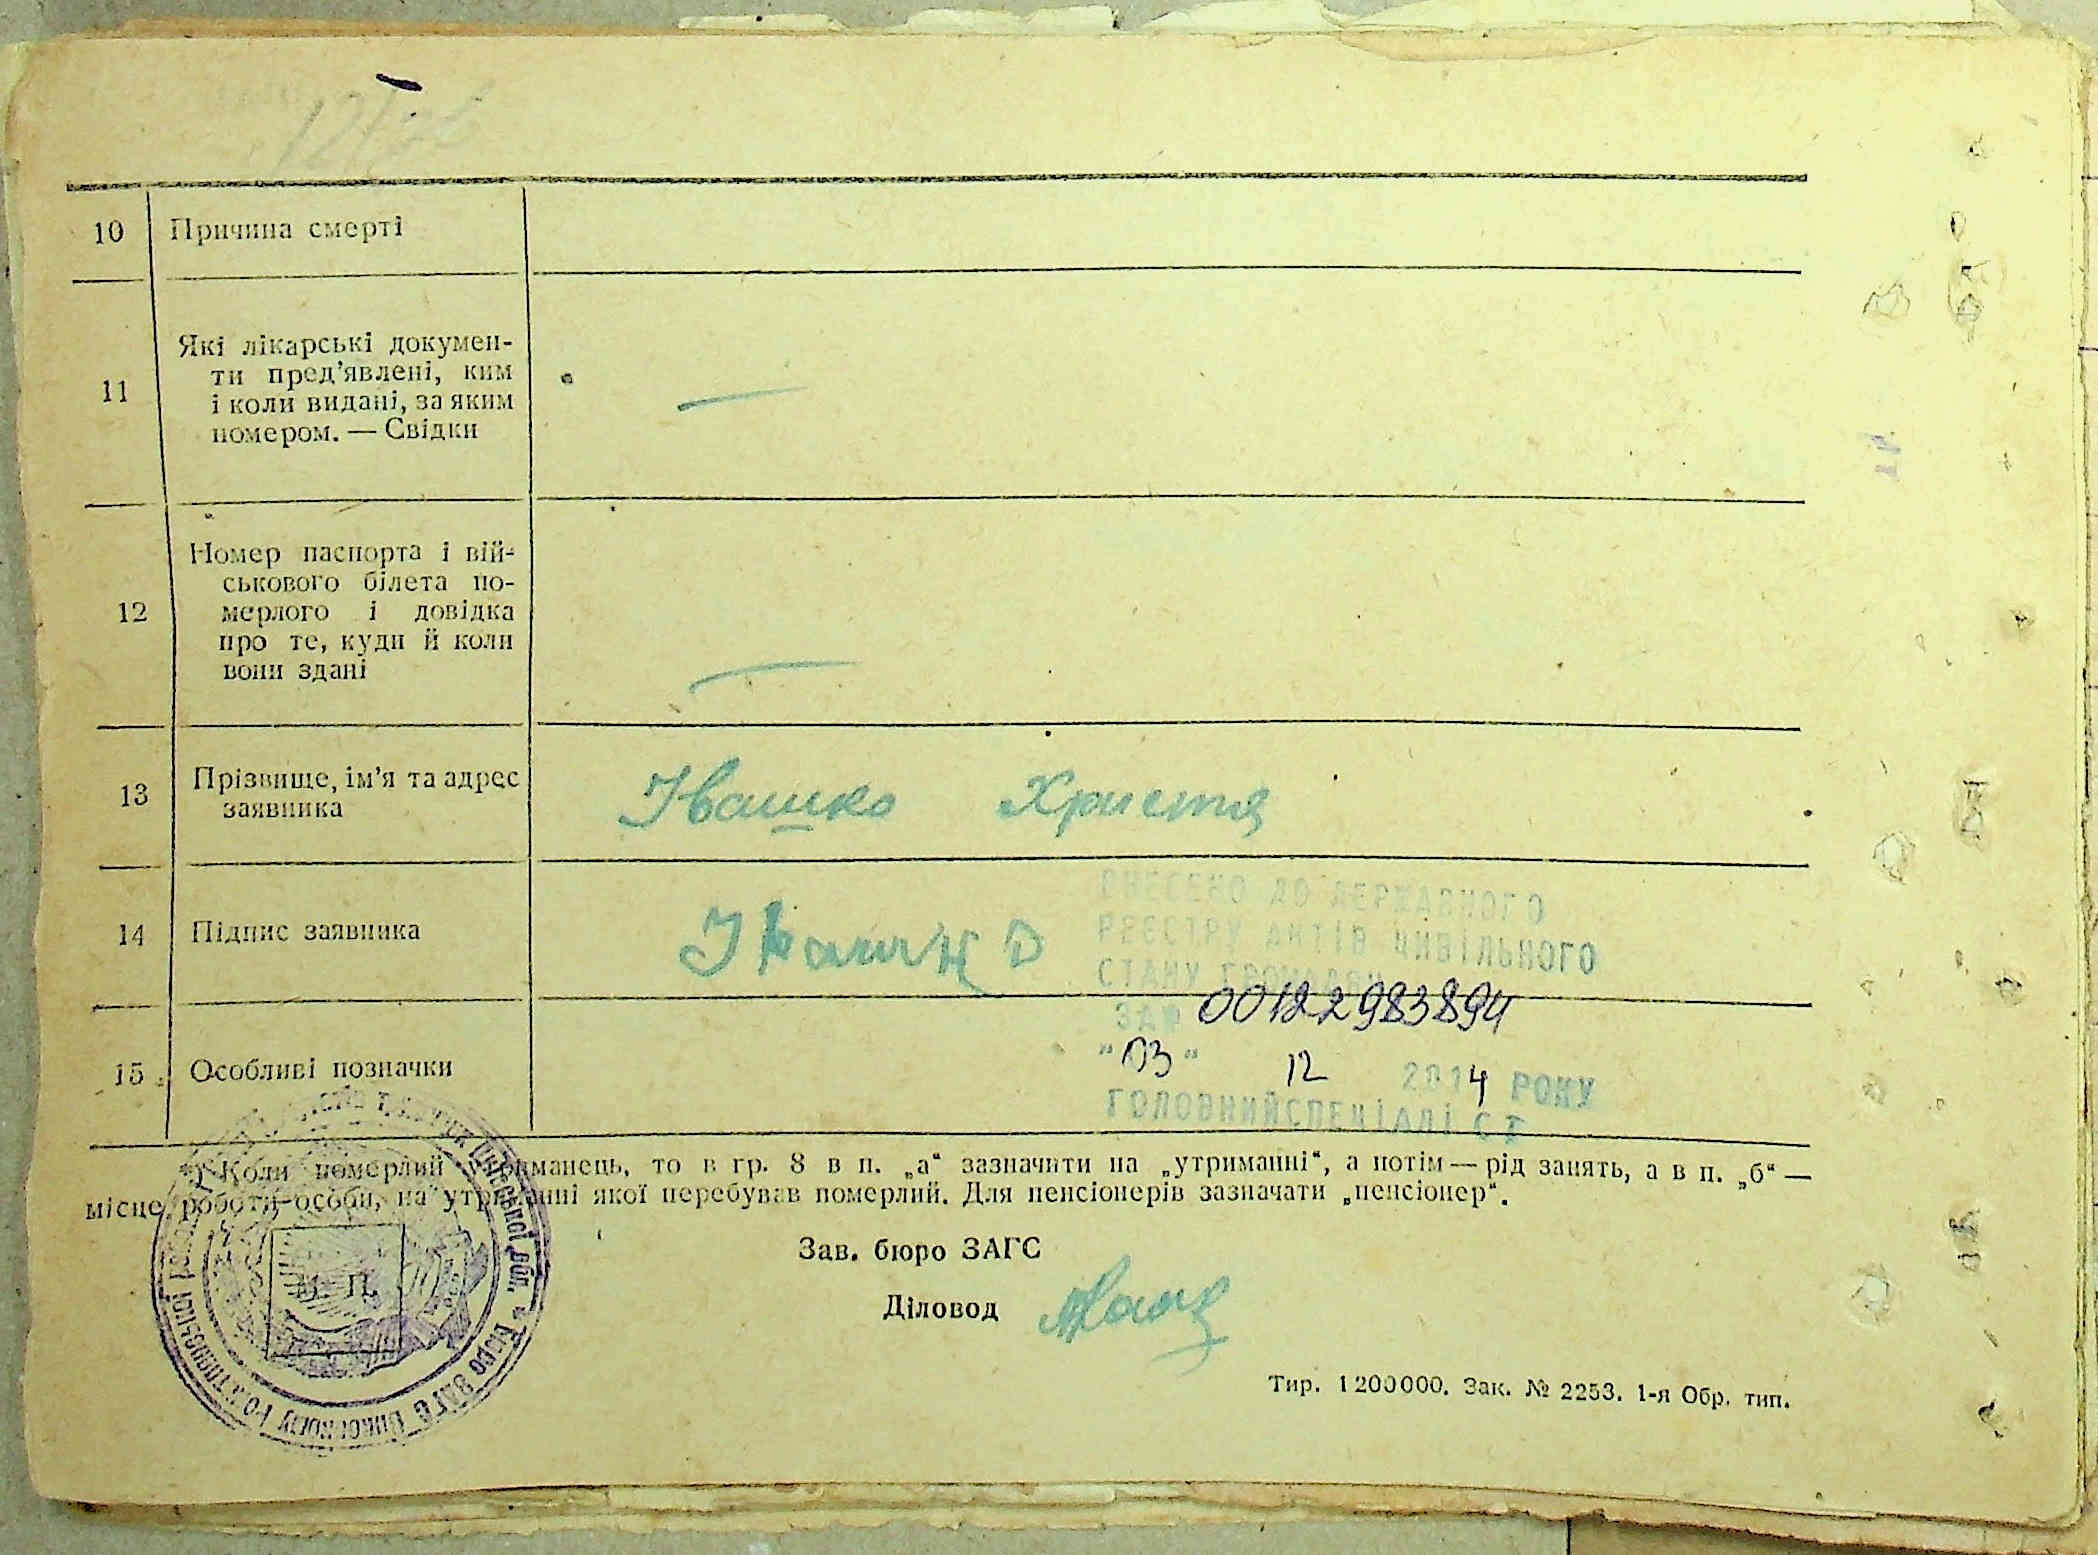 10 Причина смерті
11 Які лікарські докумен-
ти пред’явлені, ким
і коли видані, за яким
номером. — Свідки
12 Номер паспорта і вій-
ськового білета по-
мерлого і довідка
про те, куди й коли
вони здані
13 Прізвище, ім’я та адрес
заявника
Івашко Христя
14 Підпис заявника
ВНЕСЕНО ДО ДЕРЖАВНОГО
РЕЄСТРУ АКТІВ ЦИВІЛЬНОГО
СТАНУ ГРОМАДЯН
ЗА № 00122983894
"03" 12 2014 РОКУ
ГОЛОВНИЙ СПЕЦІАЛІСТ
15 Особливі позначки
*) Коли померлий утриманець, то в гр. 8 в п. „а“ зазначити на „утриманні“, а потім — рід занять, а в п. „б“ —
місце роботи особи, на утриманні якої перебував померлий. Для пенсіонерів зазначати „пенсіонер“.
Зав. бюро ЗАГС
М. П.
Діловод
Тир. 1200000. Зак. № 2253. 1-я Обр. тип.